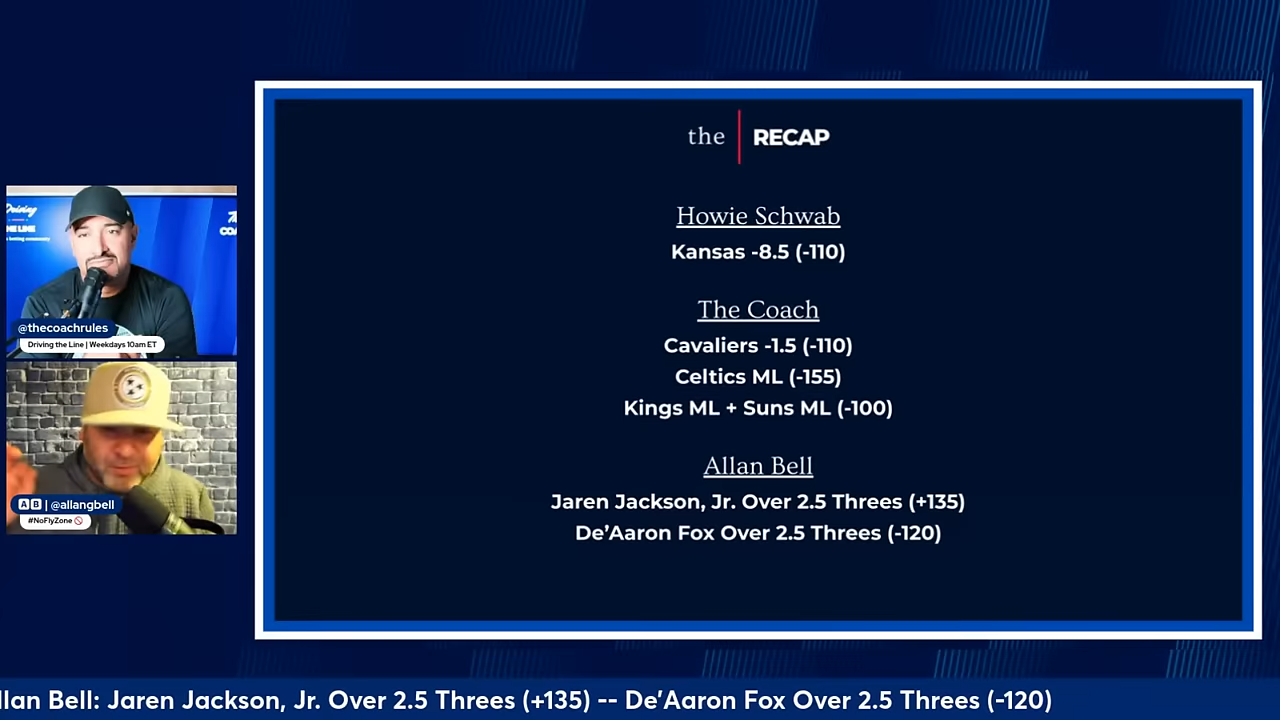 the | RECAP
Howie Schwab
Kansas -8.5 (-110)
The Coach
Cavaliers -1.5 (-110)
Celtics ML (-155)
Kings ML + Suns ML (-100)
Allan Bell
Jaren Jackson, Jr. Over 2.5 Threes (+135)
De’Aaron Fox Over 2.5 Threes (-120)
Driving
THE LINE
@thecoachrules
Driving the Line | Weekdays 10am ET
🅰🅱 | @allangbell
#NoFlyZone 🚫
llan Bell: Jaren Jackson, Jr. Over 2.5 Threes (+135) -- De’Aaron Fox Over 2.5 Threes (-120)